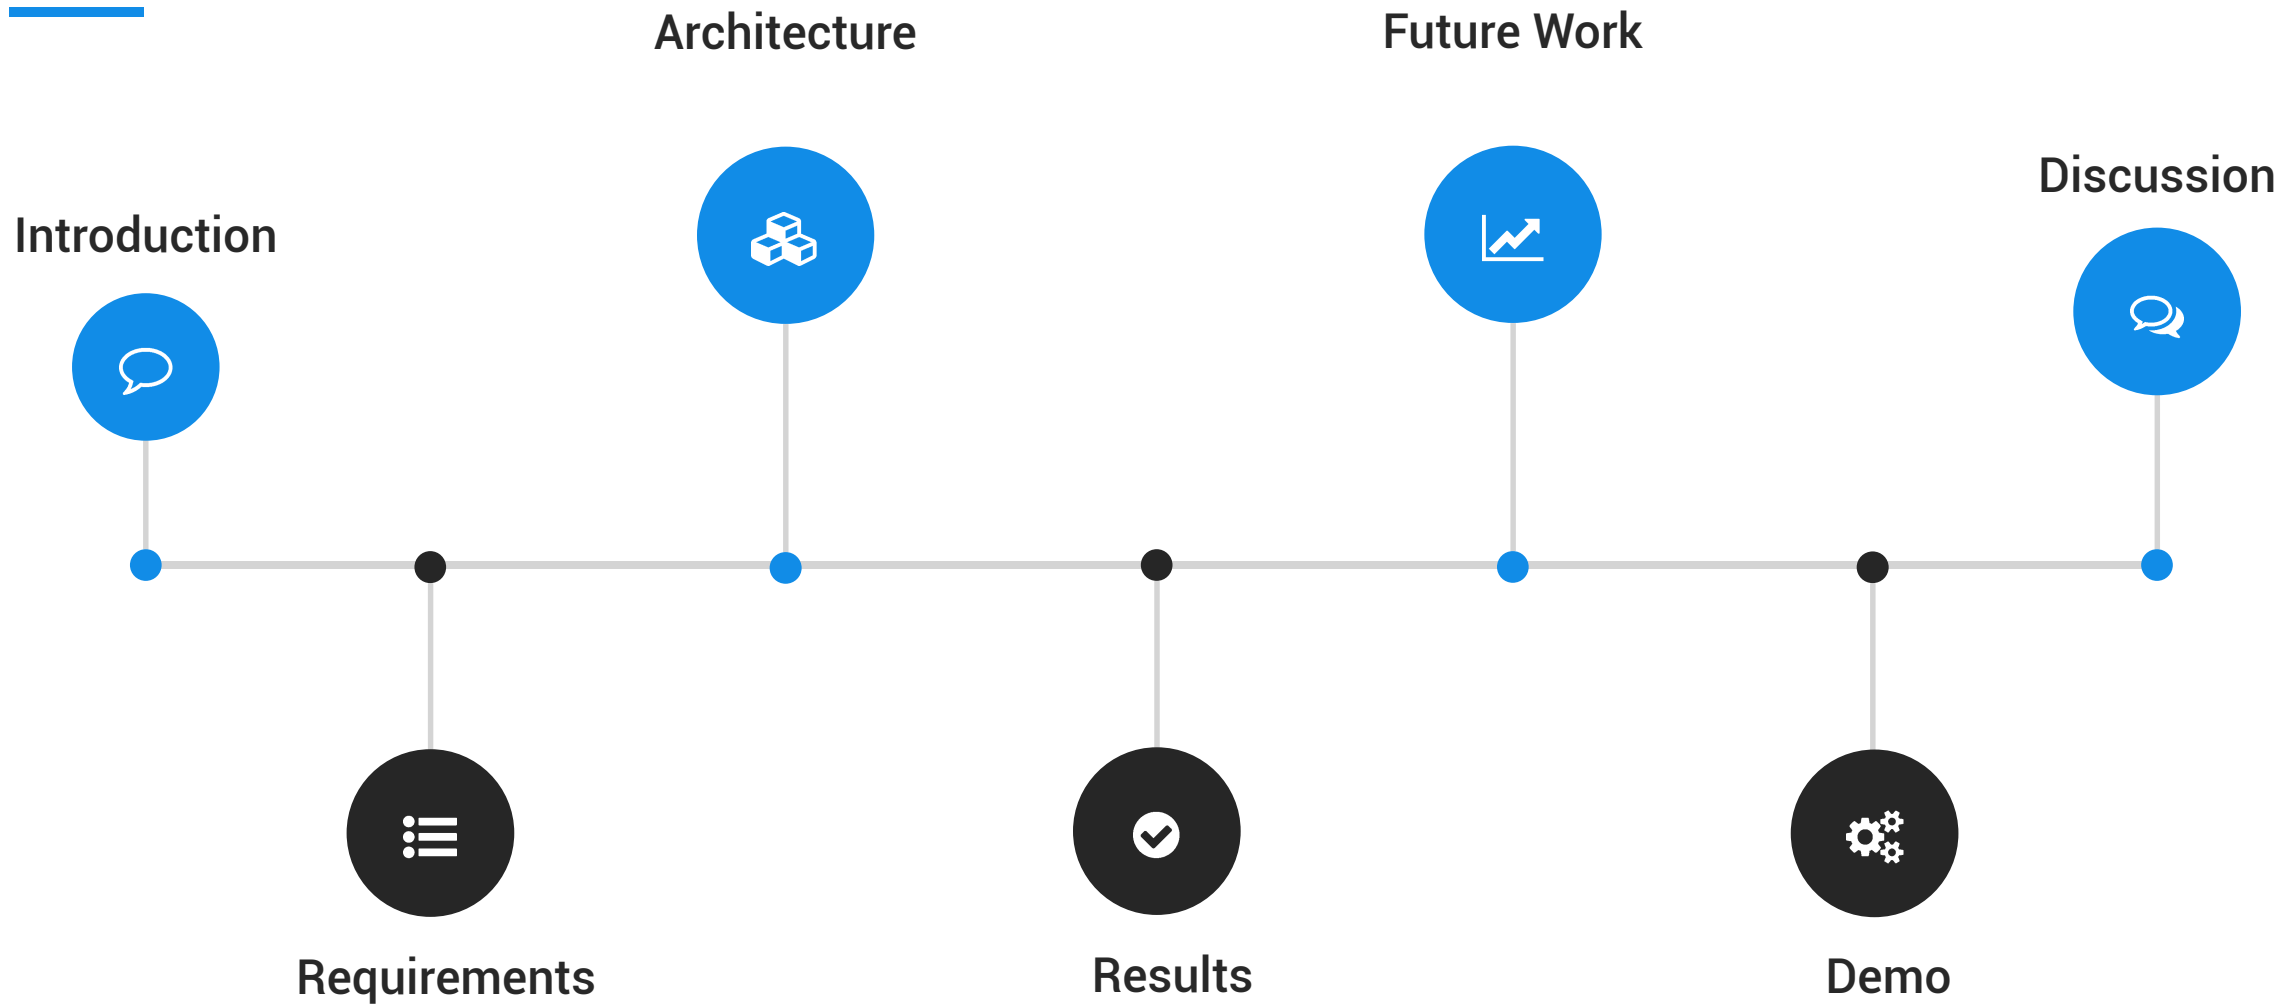 Introduction
Requirements
Architecture
Results
Future Work
Demo
Discussion